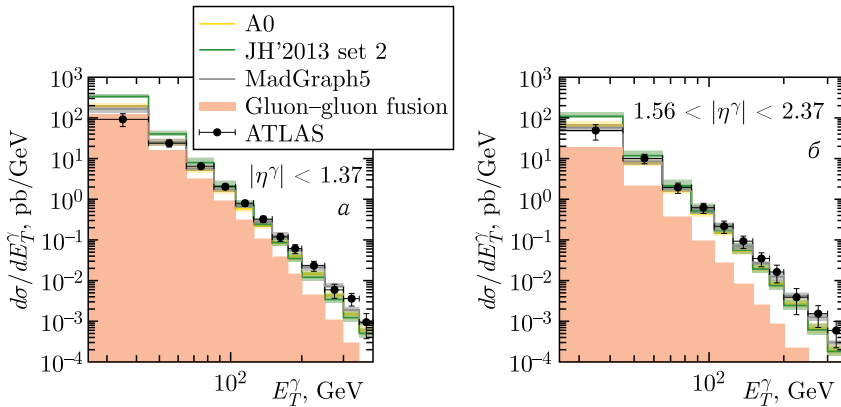 A0
JH'2013 set 2
MadGraph5
Gluon–gluon fusion
ATLAS
dσ/dE_T^γ, pb/GeV
10^3
10^2
10^1
10^0
10^−1
10^−2
10^−3
10^−4
|η^γ| < 1.37
а
10^2
E_T^γ, GeV
dσ/dE_T^γ, pb/GeV
10^3
10^2
10^1
10^0
10^−1
10^−2
10^−3
10^−4
1.56 < |η^γ| < 2.37
б
10^2
E_T^γ, GeV